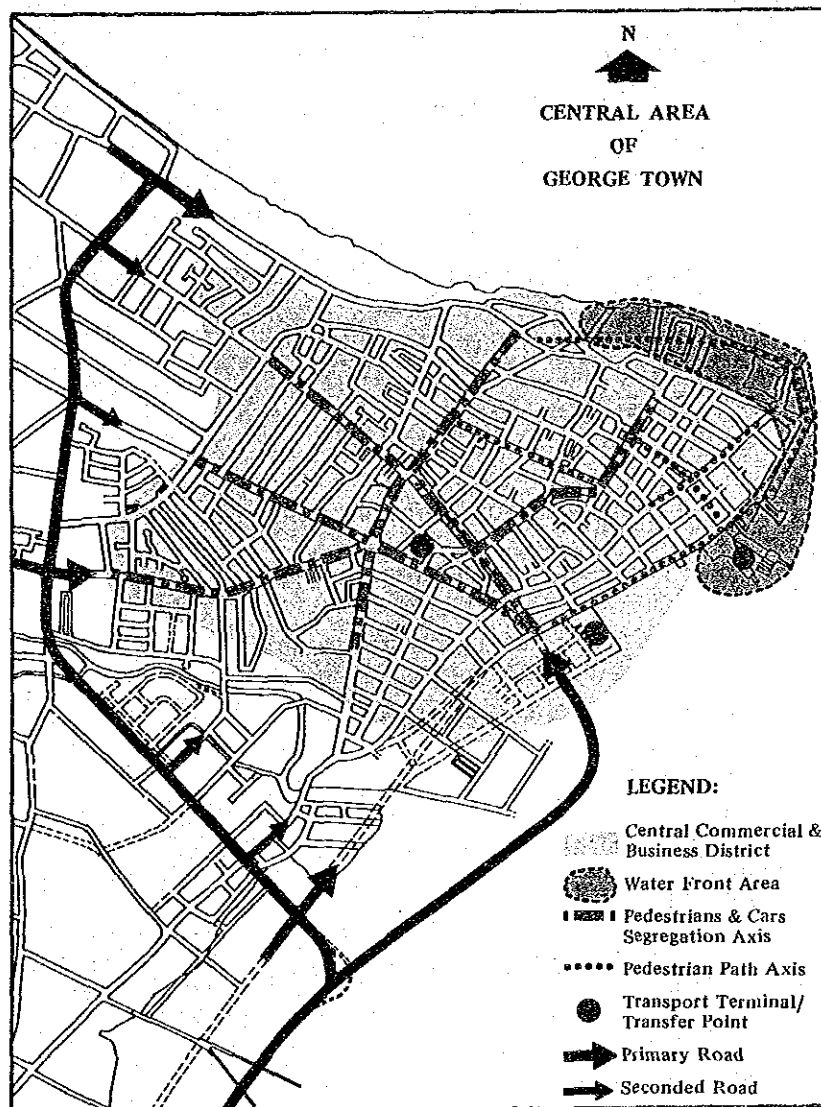 N
CENTRAL AREA
OF
GEORGE TOWN
LEGEND:
Central Commercial &
Business District
Water Front Area
Pedestrians & Cars
Segregation Axis
Pedestrian Path Axis
Transport Terminal/
Transfer Point
Primary Road
Seconded Road